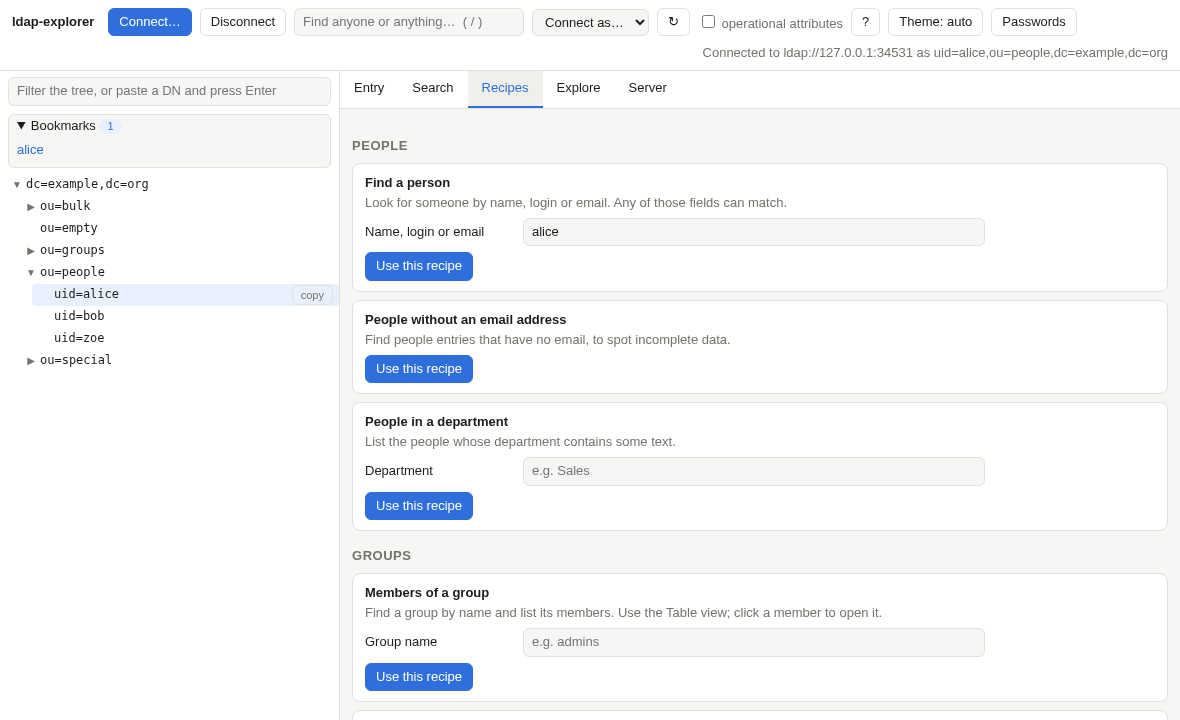 ldap-explorer Connect… Disconnect Find anyone or anything… ( / ) Connect as… ↻ operational attributes ? Theme: auto Passwords
Connected to ldap://127.0.0.1:34531 as uid=alice,ou=people,dc=example,dc=org
Filter the tree, or paste a DN and press Enter
▼ Bookmarks 1
alice
▼ dc=example,dc=org
▶ ou=bulk
ou=empty
▶ ou=groups
▼ ou=people
uid=alice copy
uid=bob
uid=zoe
▶ ou=special
Entry Search Recipes Explore Server
PEOPLE
Find a person
Look for someone by name, login or email. Any of those fields can match.
Name, login or email alice
Use this recipe
People without an email address
Find people entries that have no email, to spot incomplete data.
Use this recipe
People in a department
List the people whose department contains some text.
Department e.g. Sales
Use this recipe
GROUPS
Members of a group
Find a group by name and list its members. Use the Table view; click a member to open it.
Group name e.g. admins
Use this recipe